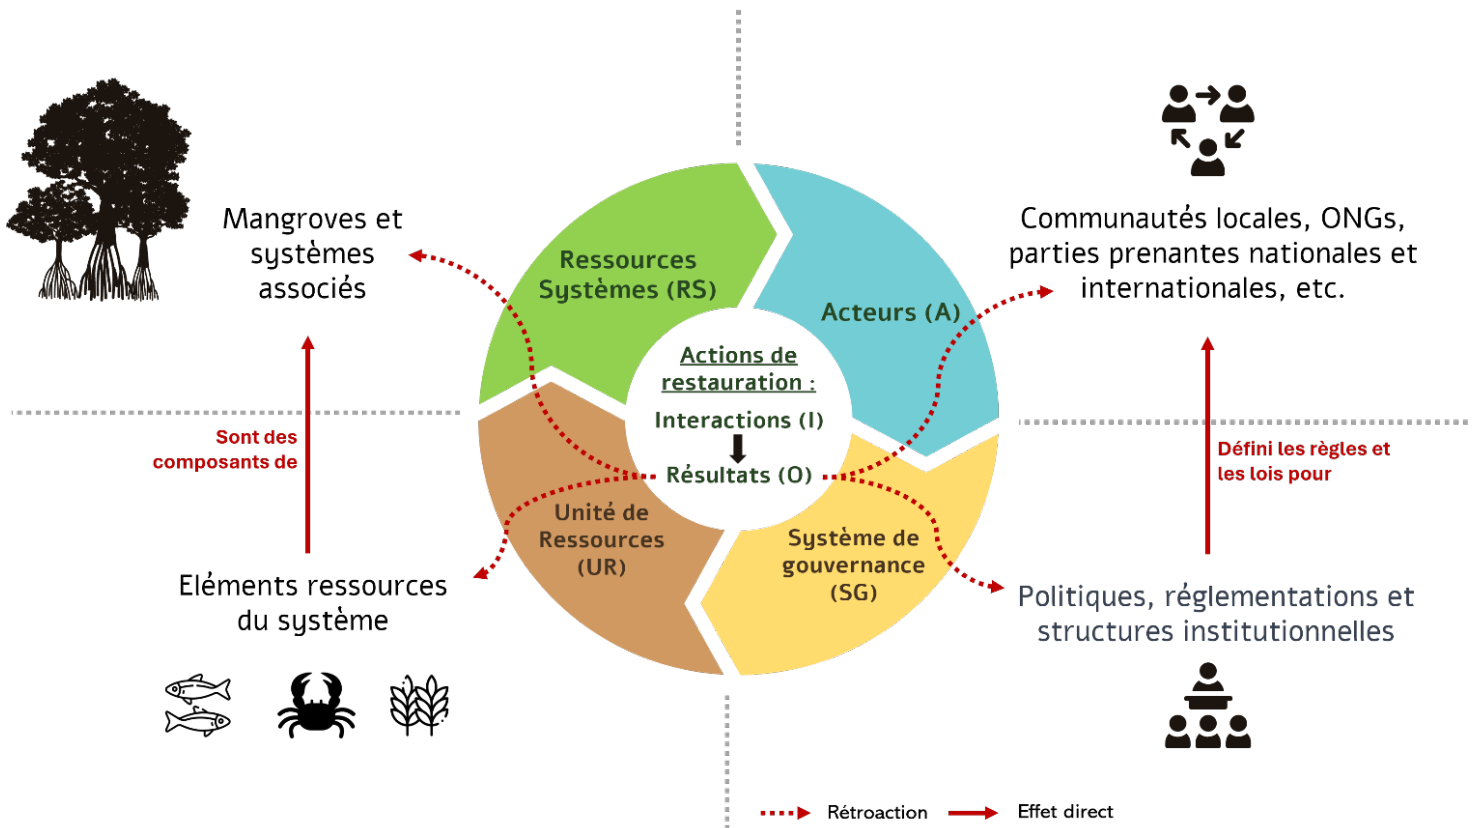 Mangroves et
systèmes
associés
Ressources
Systèmes (RS)
Acteurs (A)
Communautés locales, ONGs,
parties prenantes nationales et
internationales, etc.
Actions de
restauration :
Interactions (I)
Résultats (O)
Sont des
composants de
Défini les règles et
les lois pour
Unité de
Ressources
(UR)
Système de
gouvernance
(SG)
Eléments ressources
du système
Politiques, réglementations et
structures institutionnelles
Rétroaction
Effet direct